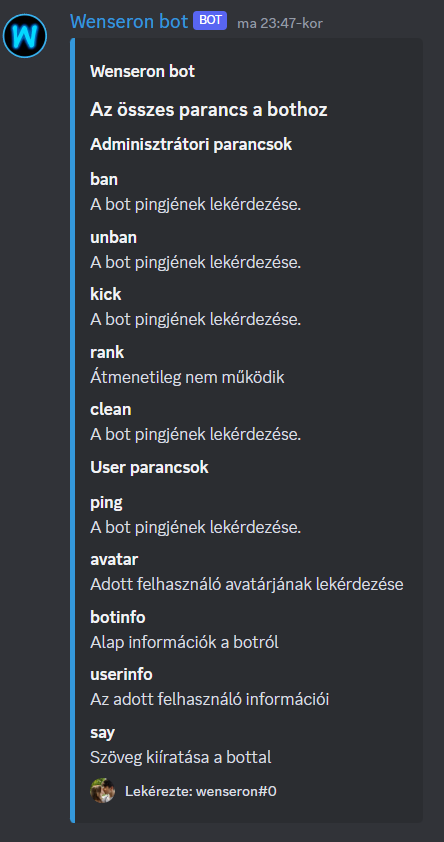 Wenseron bot BOT ma 23:47-kor
W
Wenseron bot
Az összes parancs a bothoz
Adminisztrátori parancsok
ban
A bot pingjének lekérdezése.
unban
A bot pingjének lekérdezése.
kick
A bot pingjének lekérdezése.
rank
Átmenetileg nem működik
clean
A bot pingjének lekérdezése.
User parancsok
ping
A bot pingjének lekérdezése.
avatar
Adott felhasználó avatárjának lekérdezése
botinfo
Alap információk a botról
userinfo
Az adott felhasználó információi
say
Szöveg kiíratása a bottal
Lekérezte: wenseron#0